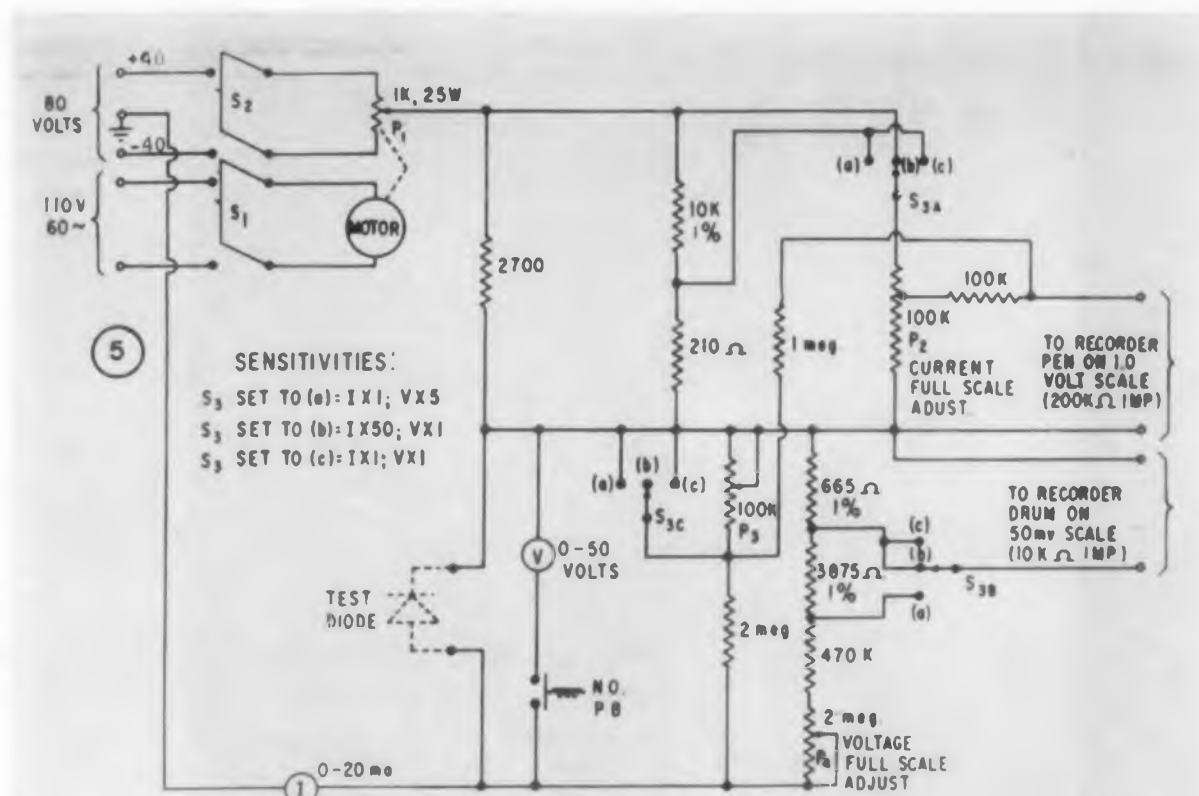 +40
80
VOLTS
-40
S2
1K, 25W
P1
110V
60~
S1
MOTOR
2700
10K
1%
210 Ω
(a)
(b)
(c)
S3A
100K
100K
P2
CURRENT
FULL SCALE
ADUST
1 meg
TO RECORDER
PEN ON 1.0
VOLT SCALE
(200KΩ IMP)
5
SENSITIVITIES:
S3 SET TO (a): I X 1; V X 5
S3 SET TO (b): I X 50; V X 1
S3 SET TO (c): I X 1; V X 1
(a)
(b)
(c)
S3C
100K
P3
665 Ω
1%
3875 Ω
1%
(c)
(b)
(a)
S3B
TO RECORDER
DRUM ON
50mv SCALE
(10K Ω IMP)
V
0-50
VOLTS
TEST
DIODE
N.O.
P B
2 meg
470 K
2 meg
P4
VOLTAGE
FULL SCALE
ADJUST
0-20 ma
I